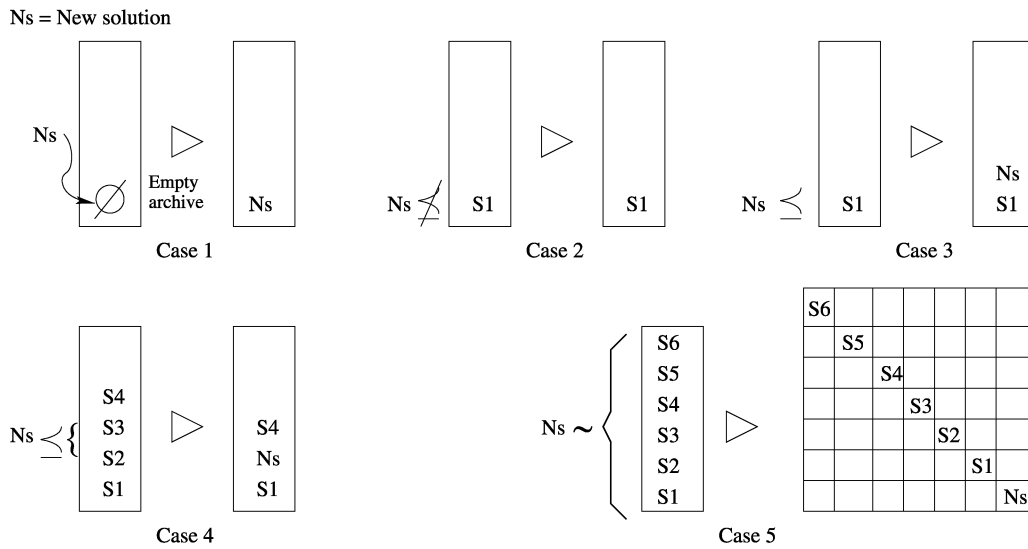 Ns = New solution
Ns
Empty
archive
Ns
Case 1
Ns ⪯̸ S1
S1
Case 2
Ns ⪯ S1
Ns
S1
Case 3
S4
S3
S2
S1
Ns ⪯ {
S4
Ns
S1
Case 4
Ns ~ {
S6
S5
S4
S3
S2
S1
S6
S5
S4
S3
S2
S1
Ns
Case 5